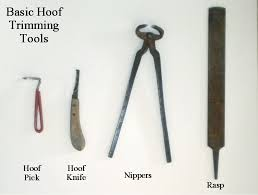 Basic Hoof
Trimming
Tools
Hoof
Pick
Hoof
Knife
Nippers
Rasp